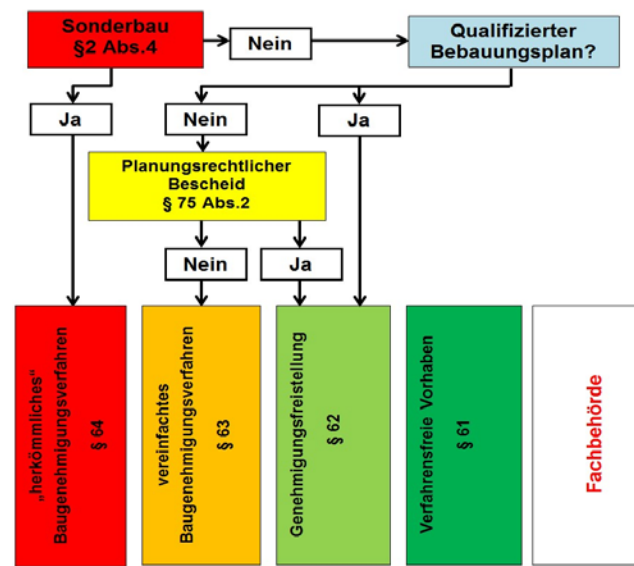 Sonderbau
§2 Abs.4
Nein
Qualifizierter
Bebauungsplan?
Ja
Nein
Ja
Planungsrechtlicher
Bescheid
§ 75 Abs.2
Nein
Ja
„herkömmliches“
Baugenehmigungsverfahren
§ 64
vereinfachtes
Baugenehmigungsverfahren
§ 63
Genehmigungsfreistellung
§ 62
Verfahrensfreie Vorhaben
§ 61
Fachbehörde